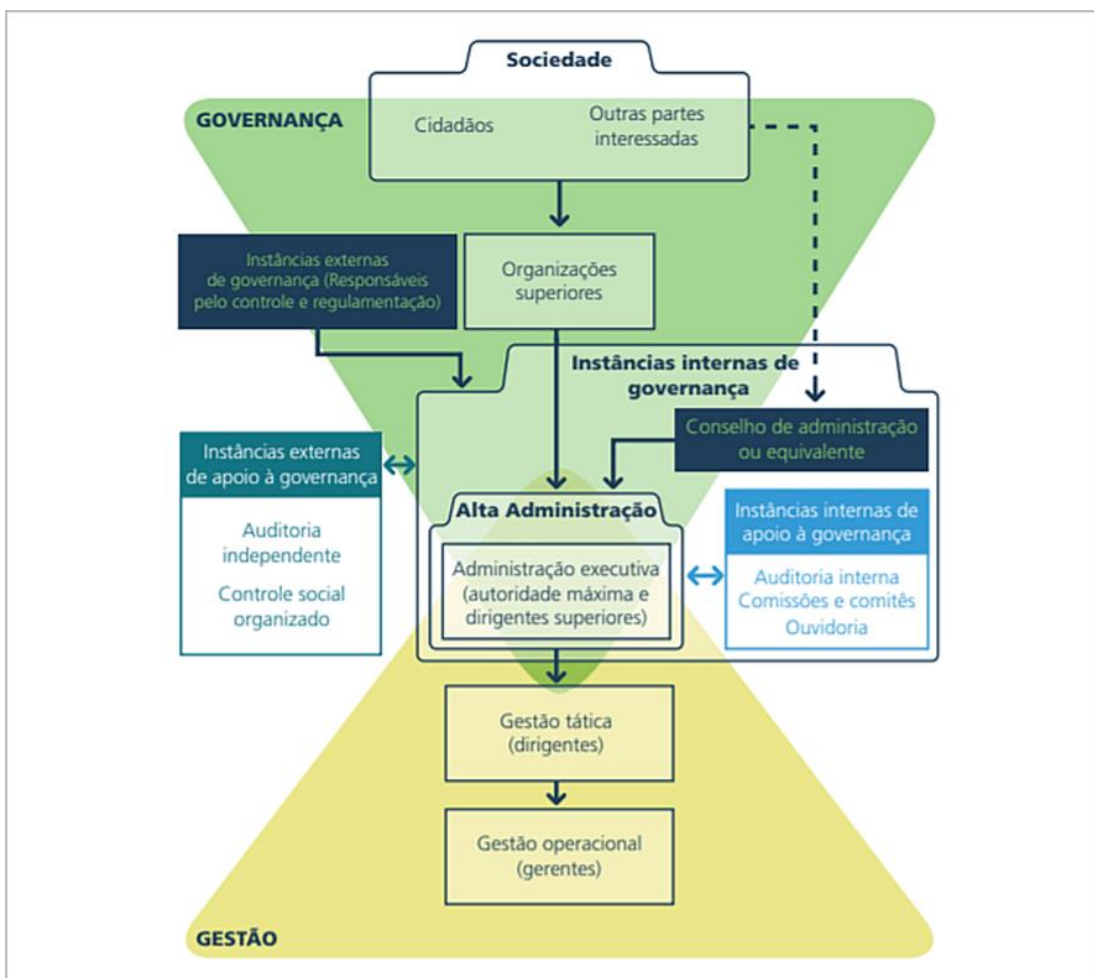 Sociedade
GOVERNANÇA
Cidadãos
Outras partes
interessadas
Instâncias externas
de governança (Responsáveis
pelo controle e regulamentação)
Organizações
superiores
Instâncias internas de
governança
Conselho de administração
ou equivalente
Instâncias externas
de apoio à governança
Auditoria
independente
Controle social
organizado
Alta Administração
Administração executiva
(autoridade máxima e
dirigentes superiores)
Instâncias internas de
apoio à governança
Auditoria interna
Comissões e comitês
Ouvidoria
Gestão tática
(dirigentes)
Gestão operacional
(gerentes)
GESTÃO